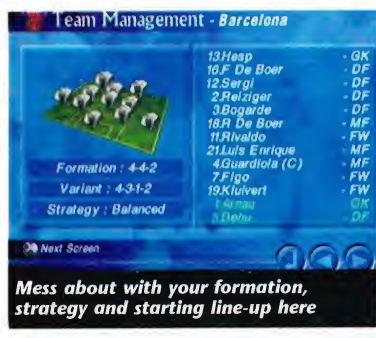 Team Management - Barcelona
13.Hesp - GK
16.F De Boer - DF
12.Sergi - DF
2.Reiziger - DF
3.Bogarde - DF
18.R De Boer - MF
11.Rivaldo - FW
21.Luis Enrique - MF
4.Guardiola (C) - MF
7.Figo - FW
19.Kluivert - FW
1.Arnau GK
- DF
Formation : 4-4-2
Variant : 4-3-1-2
Strategy : Balanced
Next Screen
Mess about with your formation,
strategy and starting line-up here